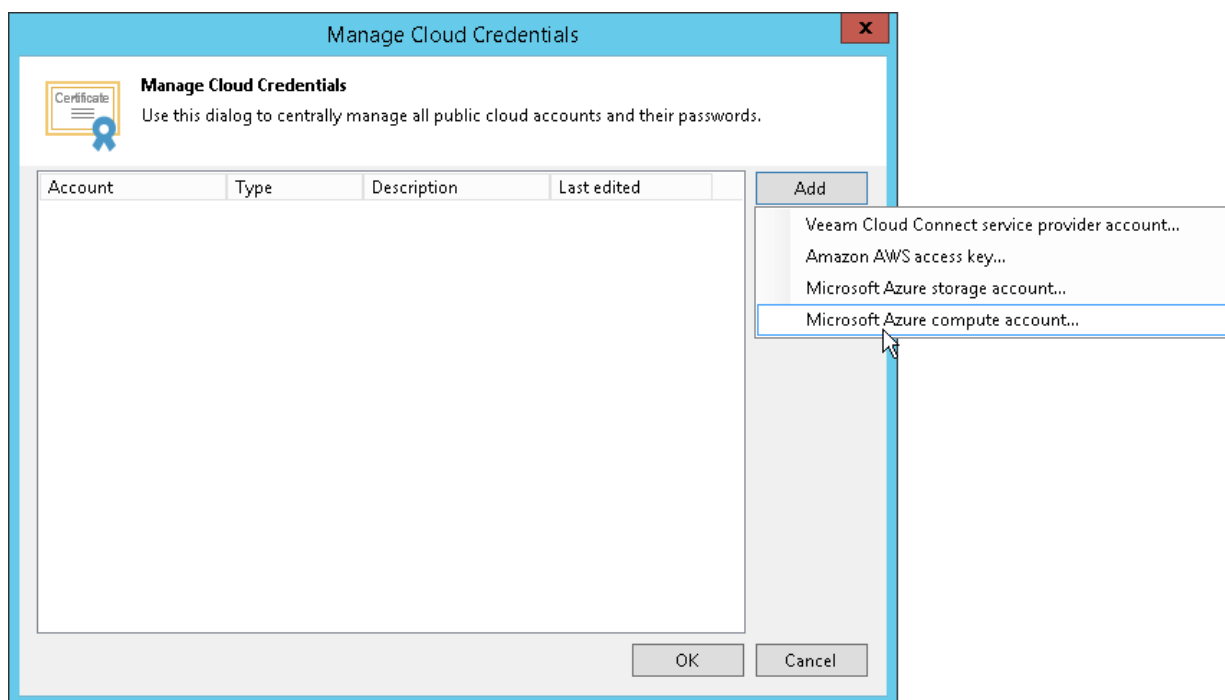 Manage Cloud Credentials
x
Certificate
Manage Cloud Credentials
Use this dialog to centrally manage all public cloud accounts and their passwords.
Account Type Description Last edited
Add
Veeam Cloud Connect service provider account...
Amazon AWS access key...
Microsoft Azure storage account...
Microsoft Azure compute account...
OK Cancel